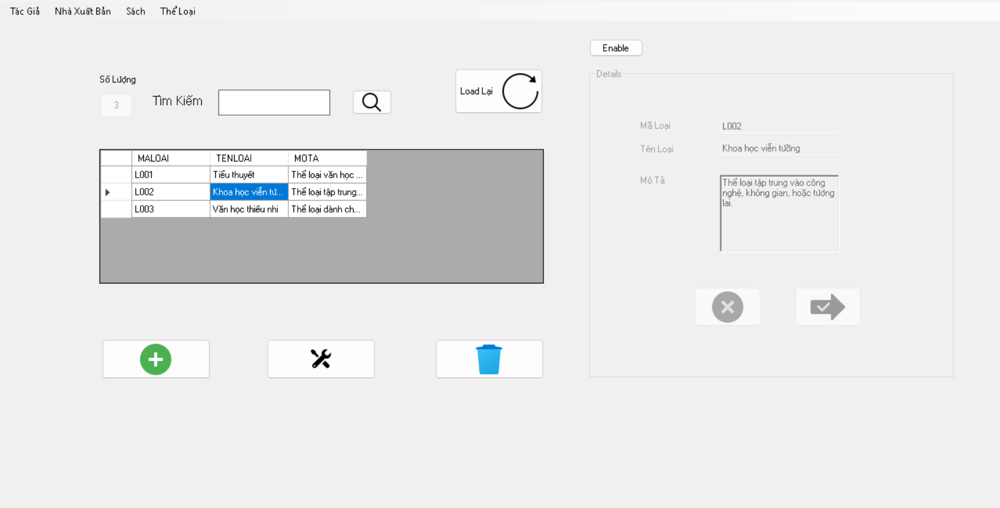 Tác Giả Nhà Xuất Bản Sách Thể Loại
Enable
Số Lượng
3
Tìm Kiếm
Load Lại
MALOAI TENLOAI MOTA
L001 Tiểu thuyết Thể loại văn học ...
L002 Khoa học viễn tư... Thể loại tập trung...
L003 Văn học thiếu nhi Thể loại dành ch...
Details
Mã Loại L002
Tên Loại Khoa học viễn tưởng
Mô Tả
Thể loại tập trung vào công
nghệ, không gian, hoặc tương
lai.